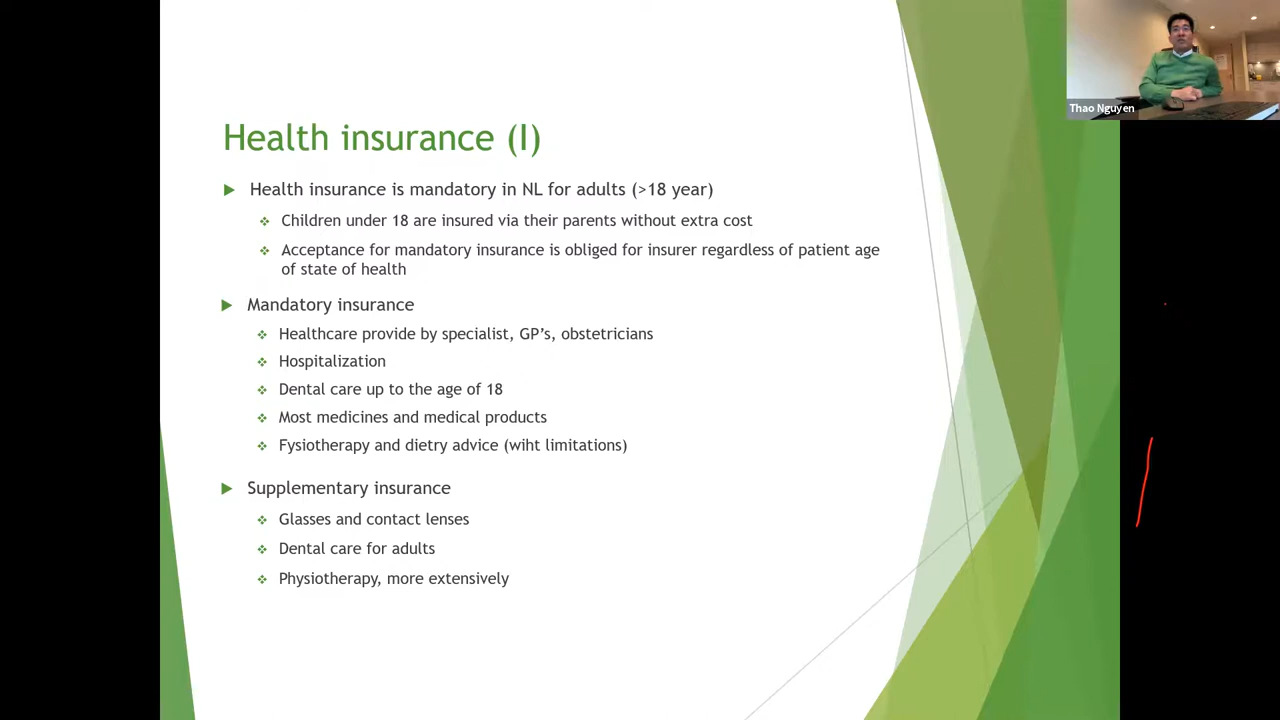 Thao Nguyen
Health insurance (I)
Health insurance is mandatory in NL for adults (>18 year)
Children under 18 are insured via their parents without extra cost
Acceptance for mandatory insurance is obliged for insurer regardless of patient age
of state of health
Mandatory insurance
Healthcare provide by specialist, GP’s, obstetricians
Hospitalization
Dental care up to the age of 18
Most medicines and medical products
Fysiotherapy and dietry advice (wiht limitations)
Supplementary insurance
Glasses and contact lenses
Dental care for adults
Physiotherapy, more extensively